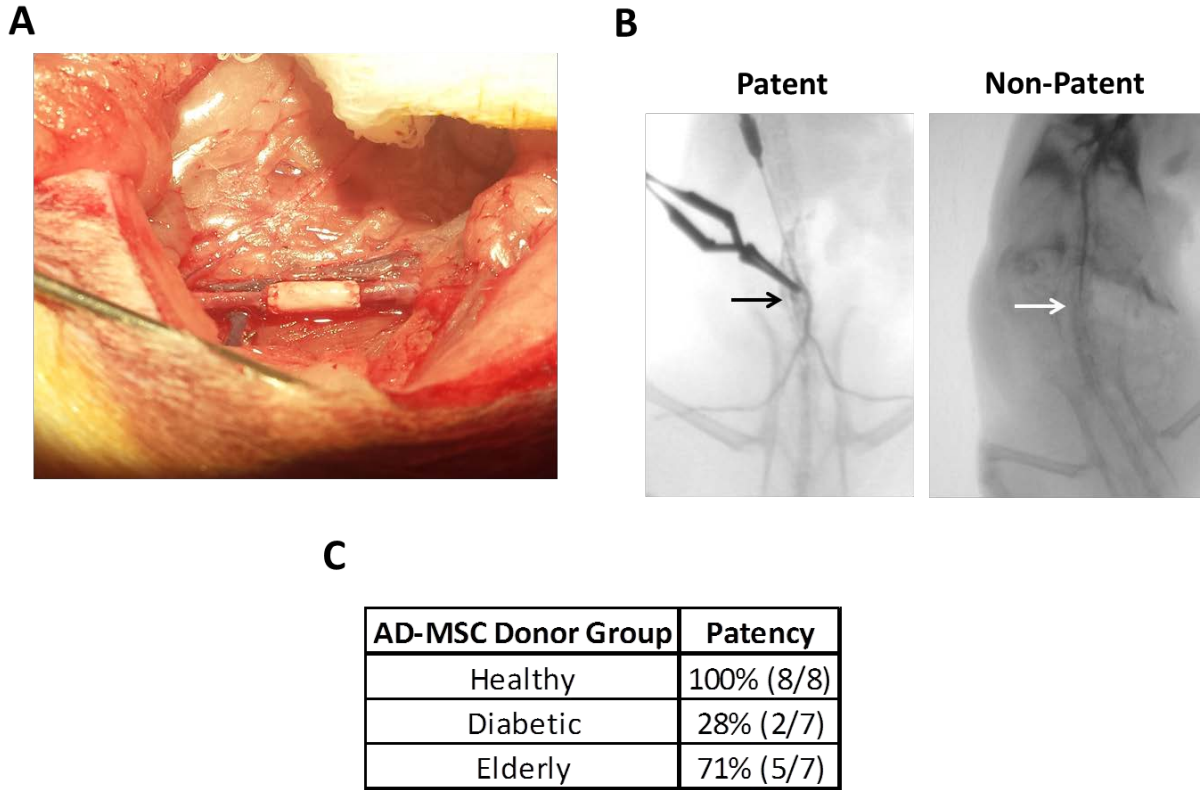 A
B
Patent
Non-Patent
C
AD-MSC Donor Group Patency
Healthy 100% (8/8)
Diabetic 28% (2/7)
Elderly 71% (5/7)